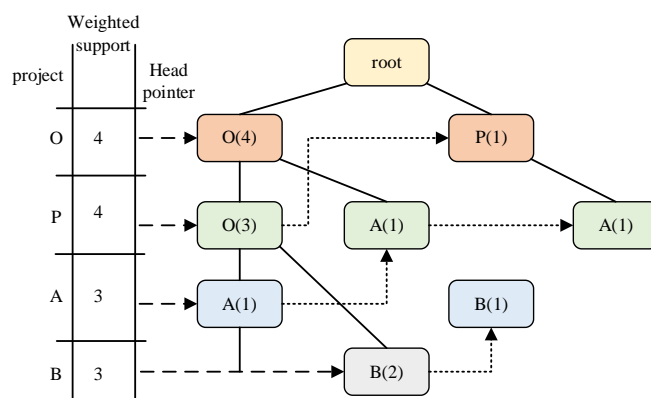 Weighted
support
project
Head
pointer
root
O
4
O(4)
P(1)
P
4
O(3)
A(1)
A(1)
A
3
A(1)
B(1)
B
3
B(2)